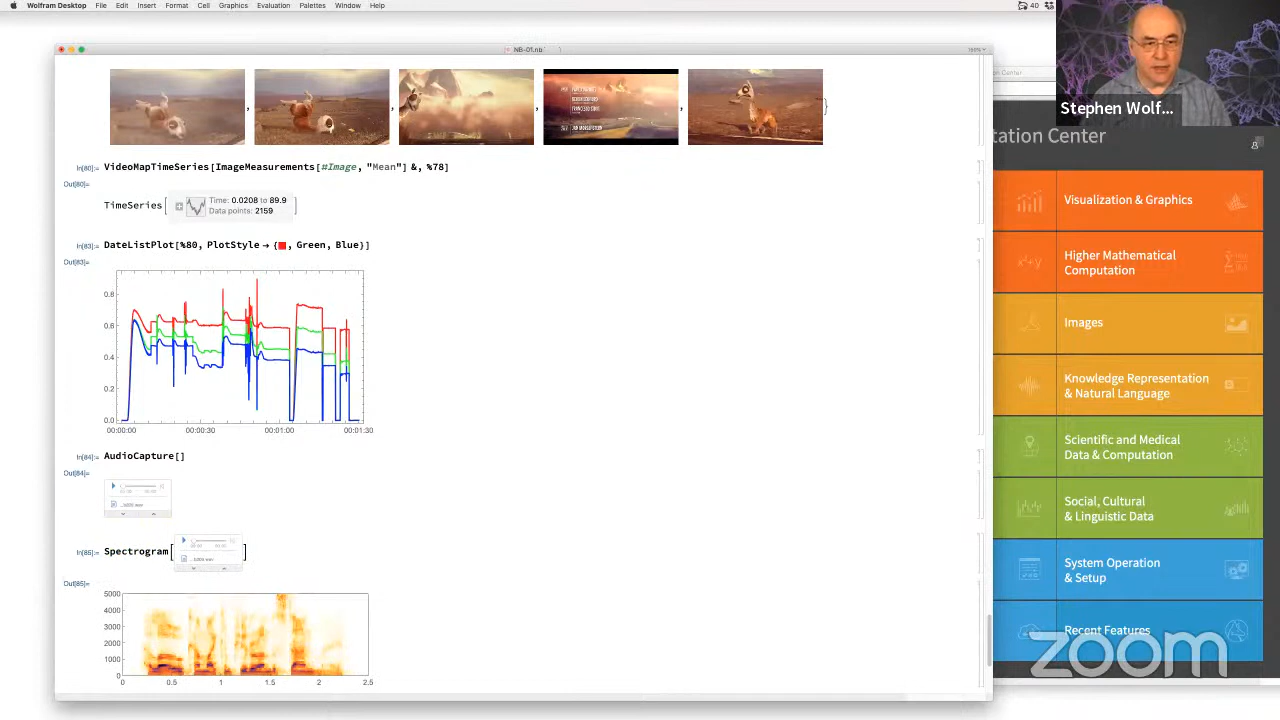 Wolfram Desktop File Edit Insert Format Cell Graphics Evaluation Palettes Window Help
40
NB-01.nb
Stephen Wolf...
tation Center
In[80]:= VideoMapTimeSeries[ImageMeasurements[#Image, "Mean"] &, %78]
Out[80]=
TimeSeries[
Time: 0.0208 to 89.9
Data points: 2159
]
In[83]:= DateListPlot[%80, PlotStyle → {■, Green, Blue}]
Out[83]=
0.8
0.6
0.4
0.2
0.0
00:00:00 00:00:30 00:01:00 00:01:30
In[84]:= AudioCapture[]
Out[84]=
In[85]:= Spectrogram[ ]
Out[85]=
5000
4000
3000
2000
1000
0
0 0.5 1 1.5 2 2.5
Visualization & Graphics
Higher Mathematical
Computation
Images
Knowledge Representation
& Natural Language
Scientific and Medical
Data & Computation
Social, Cultural
& Linguistic Data
System Operation
& Setup
Recent Features
zoom